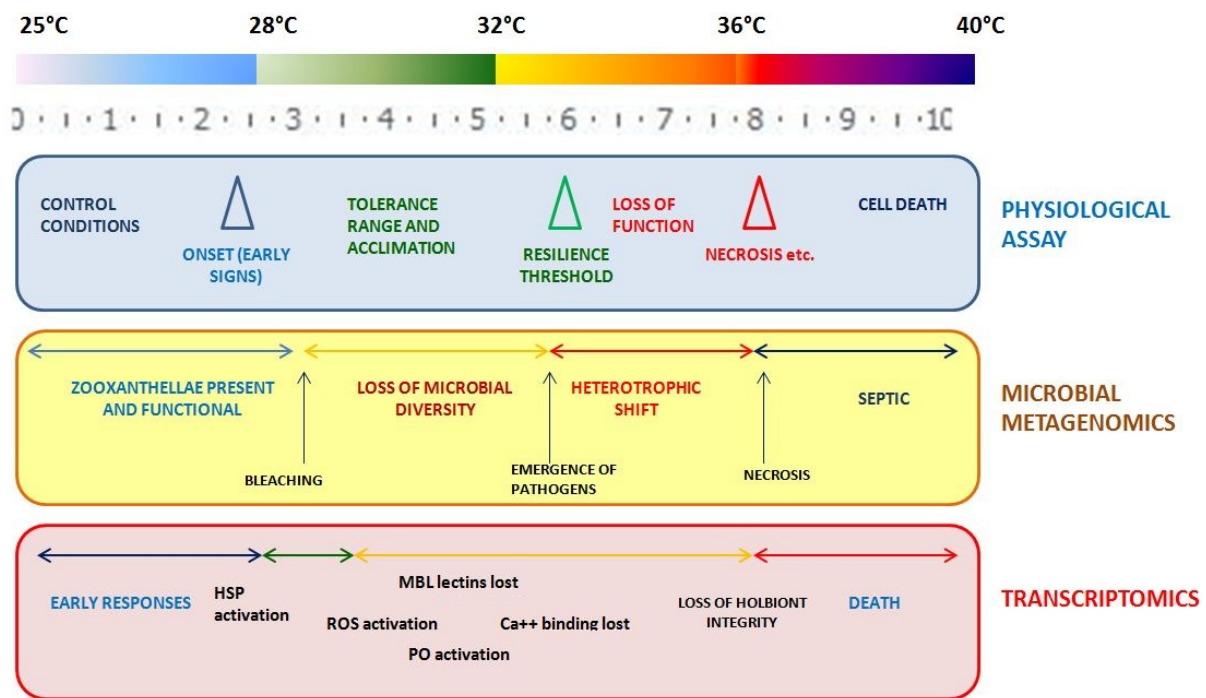 25°C 28°C 32°C 36°C 40°C
0 · ı · 1 · ı · 2 · ı · 3 · ı · 4 · ı · 5 · ı · 6 · ı · 7 · ı · 8 · ı · 9 · ı · 10
CONTROL
CONDITIONS
ONSET (EARLY
SIGNS)
TOLERANCE
RANGE AND
ACCLIMATION
RESILIENCE
THRESHOLD
LOSS OF
FUNCTION
NECROSIS etc.
CELL DEATH
PHYSIOLOGICAL
ASSAY
ZOOXANTHELLAE PRESENT
AND FUNCTIONAL
BLEACHING
LOSS OF MICROBIAL
DIVERSITY
EMERGENCE OF
PATHOGENS
HETEROTROPHIC
SHIFT
NECROSIS
SEPTIC
MICROBIAL
METAGENOMICS
EARLY RESPONSES
HSP
activation
ROS activation
MBL lectins lost
PO activation
Ca++ binding lost
LOSS OF HOLBIONT
INTEGRITY
DEATH
TRANSCRIPTOMICS